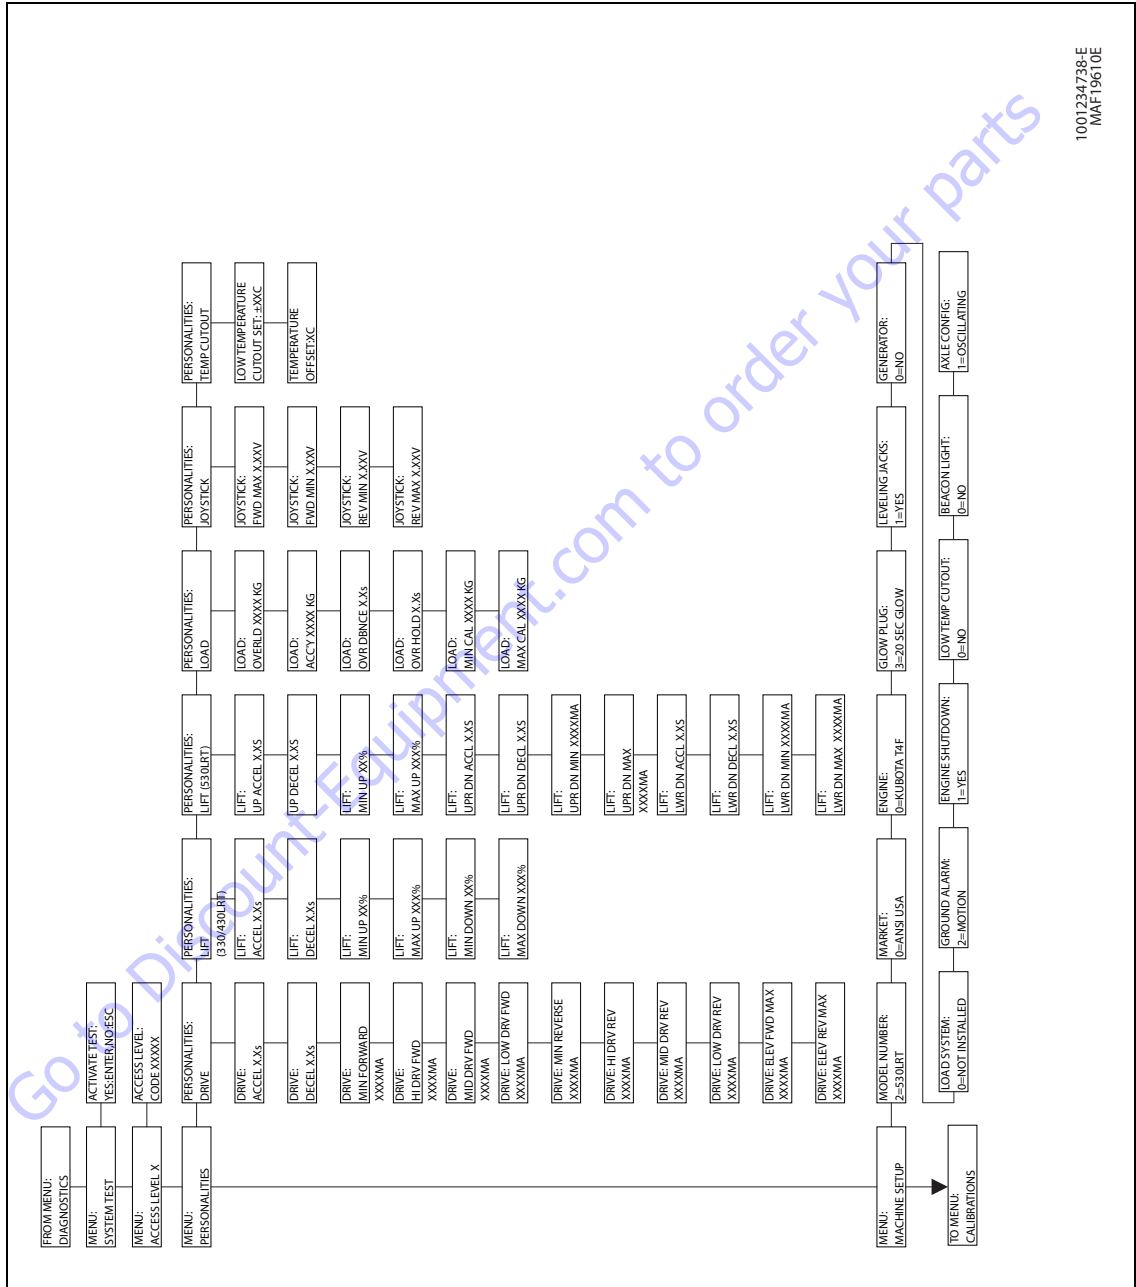 FROM MENU:
DIAGNOSTICS
MENU:
SYSTEM TEST
ACTIVATE TEST:
YES:ENTER,NO:ESC
MENU:
ACCESS LEVEL X
ACCESS LEVEL:
CODE XXXXX
MENU:
PERSONALITIES
PERSONALITIES:
DRIVE
DRIVE:
ACCEL X.Xs
DRIVE:
DECEL X.Xs
DRIVE:
MIN FORWARD
XXXXMA
DRIVE:
HI DRV FWD
XXXXMA
DRIVE:
MID DRV FWD
XXXXMA
DRIVE: LOW DRV FWD
XXXXMA
DRIVE: MIN REVERSE
XXXXMA
DRIVE: HI DRV REV
XXXXMA
DRIVE: MID DRV REV
XXXXMA
DRIVE: LOW DRV REV
XXXXMA
DRIVE: ELEV FWD MAX
XXXXMA
DRIVE: ELEV REV MAX
XXXXMA
PERSONALITIES:
LIFT
(330/430LRT)
LIFT:
ACCEL X.Xs
LIFT:
DECEL X.Xs
LIFT:
MIN UP XX%
LIFT:
MAX UP XXX%
LIFT:
MIN DOWN XX%
LIFT:
MAX DOWN XXX%
PERSONALITIES:
LIFT (530LRT)
LIFT:
UP ACCEL X.XS
LIFT:
UP DECEL X.XS
LIFT:
MIN UP XX%
LIFT:
MAX UP XXX%
LIFT:
UPR DN ACCL X.XS
LIFT:
UPR DN DECL X.XS
LIFT:
UPR DN MIN XXXXMA
LIFT:
UPR DN MAX
XXXXMA
LIFT:
LWR DN ACCL X.XS
LIFT:
LWR DN DECL X.XS
LIFT:
LWR DN MIN XXXXMA
LIFT:
LWR DN MAX XXXXMA
PERSONALITIES:
LOAD
LOAD:
OVERLD XXXX KG
LOAD:
ACC'Y XXXX KG
LOAD:
OVR DBNCE X.Xs
LOAD:
OVR HOLD X.Xs
LOAD:
MIN CAL XXXX KG
LOAD:
MAX CAL XXXX KG
PERSONALITIES:
JOYSTICK
JOYSTICK:
FWD MAX X.XXV
JOYSTICK:
FWD MIN X.XXV
JOYSTICK:
REV MIN X.XXV
JOYSTICK:
REV MAX X.XXV
PERSONALITIES:
TEMP CUTOUT
LOW TEMPERATURE
CUTOUT SET: ±XXC
TEMPERATURE
OFFSET:XC
MENU:
MACHINE SETUP
MODEL NUMBER:
2=530LRT
MARKET:
0=ANSI USA
ENGINE:
0=KUBOTA T4F
GLOW PLUG:
3=20 SEC GLOW
LEVELING JACKS:
1=YES
GENERATOR:
0=NO
LOAD SYSTEM:
0=NOT INSTALLED
GROUND ALARM:
2=MOTION
ENGINE SHUTDOWN:
1=YES
LOW TEMP CUTOUT:
0=NO
BEACON LIGHT:
0=NO
AXLE CONFIG:
1=OSCILLATING
TO MENU:
CALIBRATIONS
1001234738-E
MAF19610E
Go to Discount-Equipment.com to order your parts